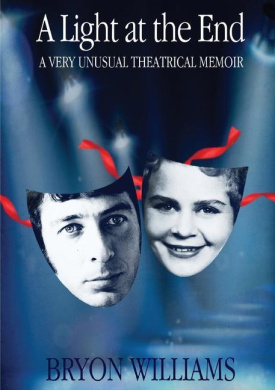 A Light at the End
A VERY UNUSUAL THEATRICAL MEMOIR
BRYON WILLIAMS